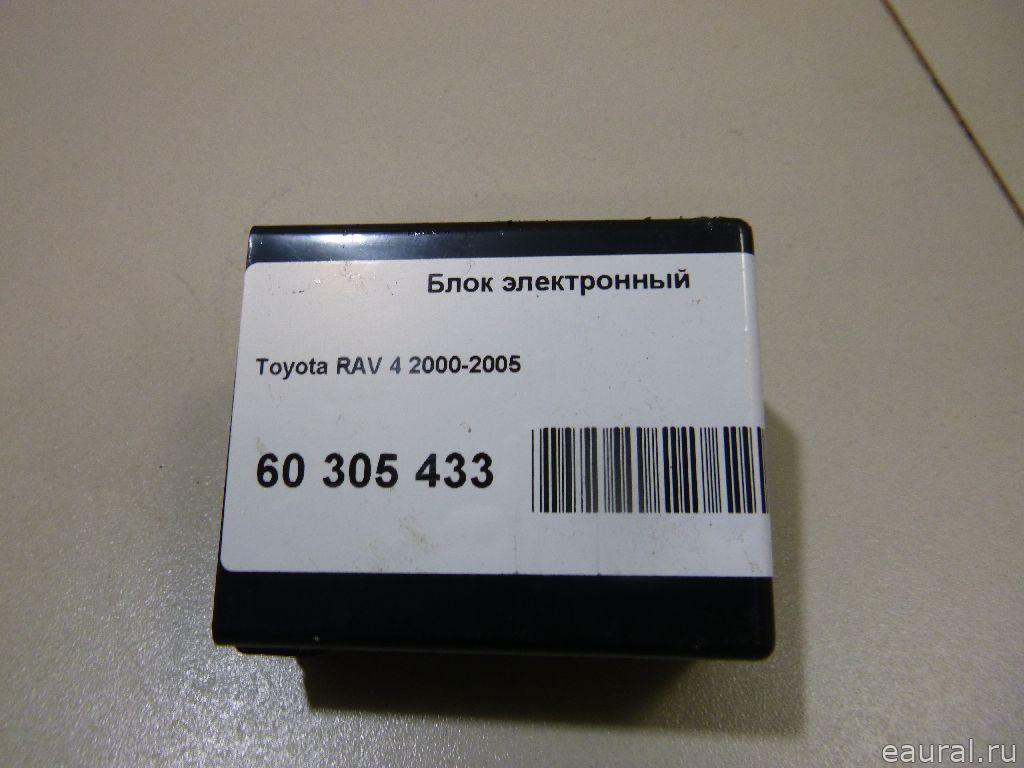 Блок электронный
Toyota RAV 4 2000-2005
60 305 433
eaural.ru